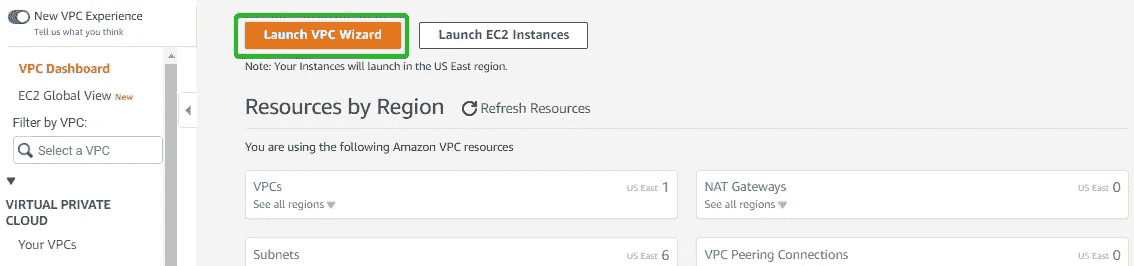 New VPC Experience
Tell us what you think
VPC Dashboard
EC2 Global View New
Filter by VPC:
Select a VPC
VIRTUAL PRIVATE
CLOUD
Your VPCs
Launch VPC Wizard Launch EC2 Instances
Note: Your Instances will launch in the US East region.
Resources by Region Refresh Resources
You are using the following Amazon VPC resources
VPCs US East 1
See all regions
NAT Gateways US East 0
See all regions
Subnets US East 6
VPC Peering Connections US East 0